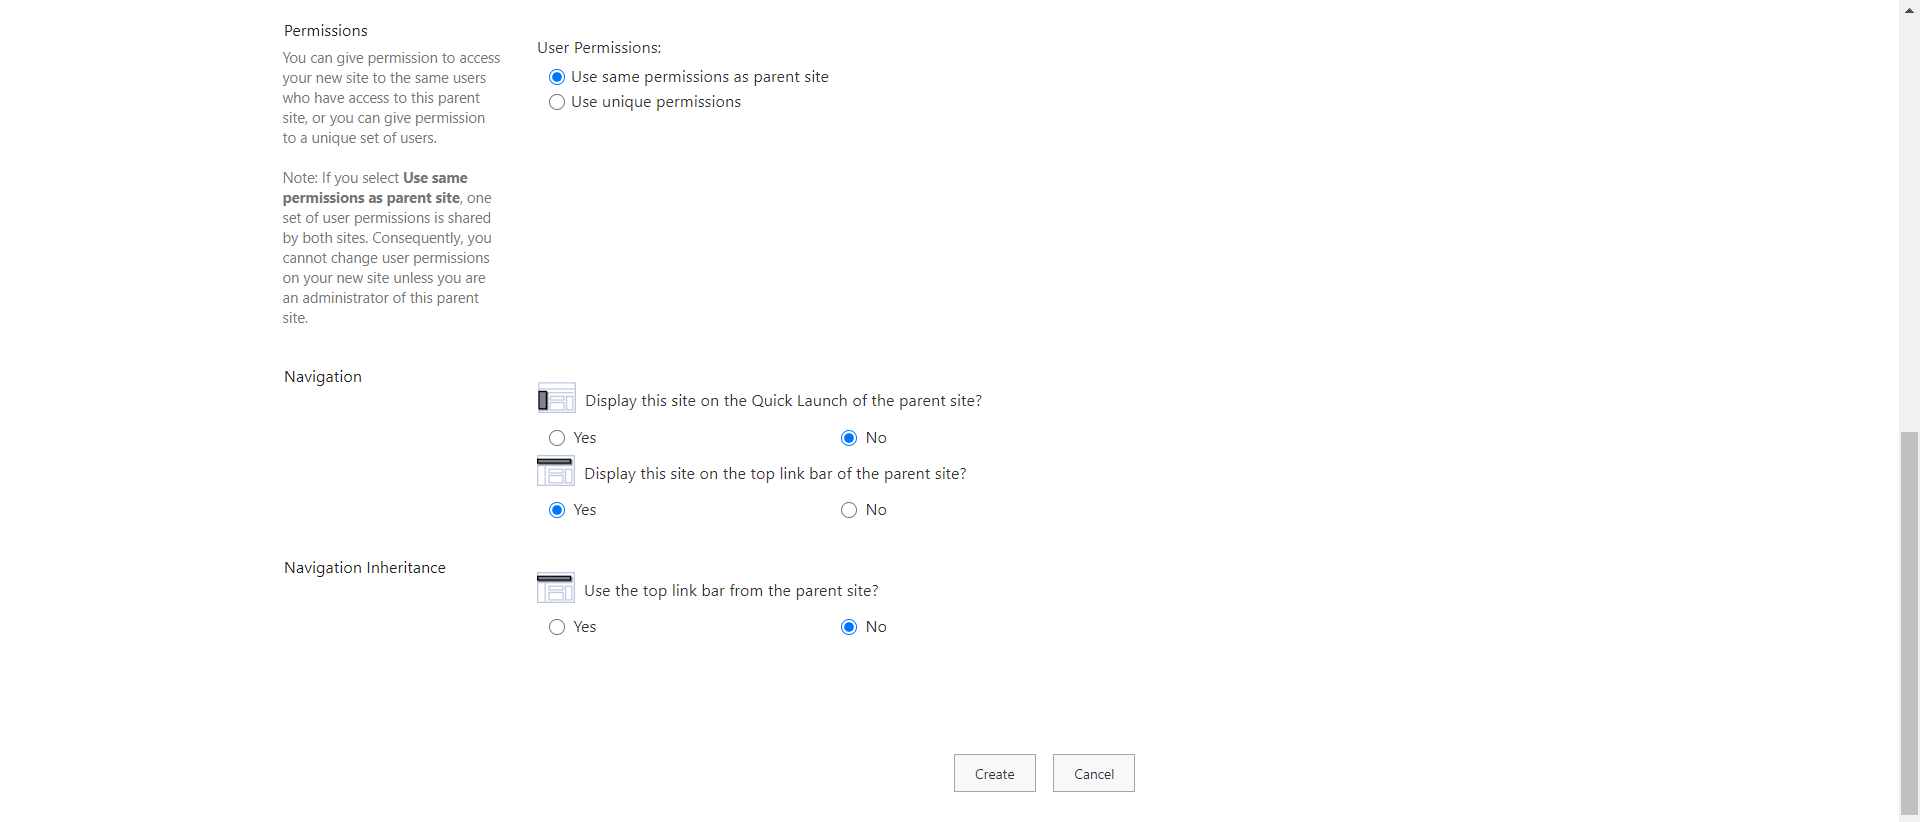 Permissions
You can give permission to access
your new site to the same users
who have access to this parent
site, or you can give permission
to a unique set of users.
Note: If you select Use same
permissions as parent site, one
set of user permissions is shared
by both sites. Consequently, you
cannot change user permissions
on your new site unless you are
an administrator of this parent
site.
User Permissions:
Use same permissions as parent site
Use unique permissions
Navigation
Display this site on the Quick Launch of the parent site?
Yes No
Display this site on the top link bar of the parent site?
Yes No
Navigation Inheritance
Use the top link bar from the parent site?
Yes No
Create Cancel